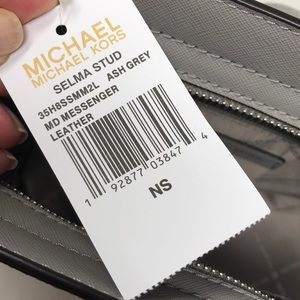 MICHAEL
MICHAEL KORS
SELMA STUD
35H8SSMM2L ASH GREY
MD MESSENGER
LEATHER
1 92877 03847 4
NS